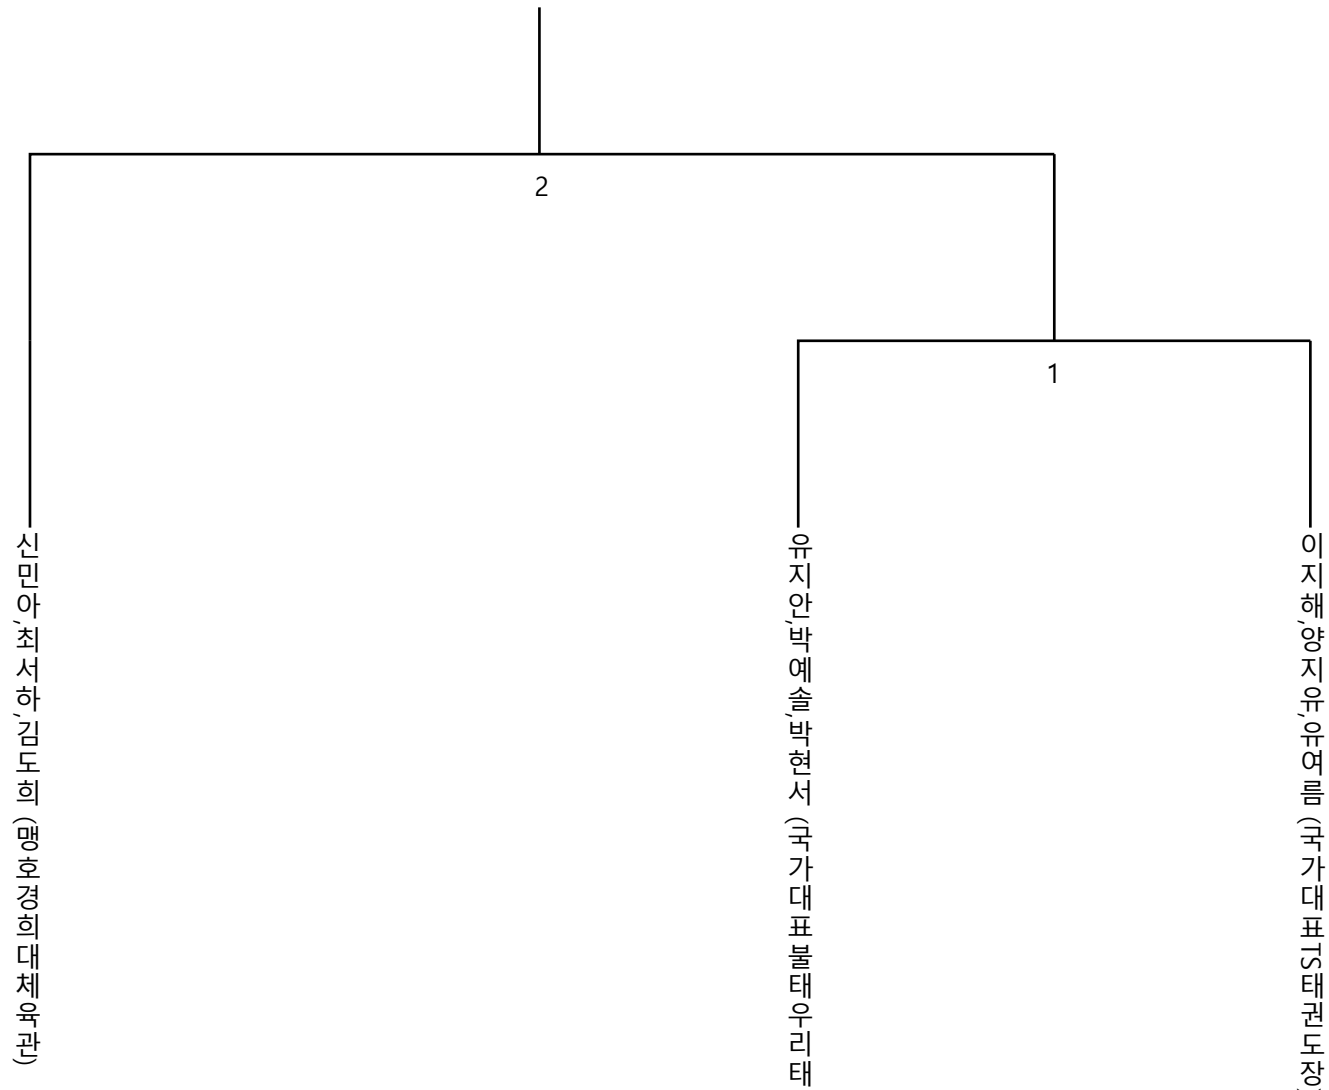 2
1
신민아,최서하,김도희 (맹호경희대체육관)
유지안,박예솔,박현서 (국가대표불태우리태
이지해,양지유,유여름 (국가대표TS태권도장